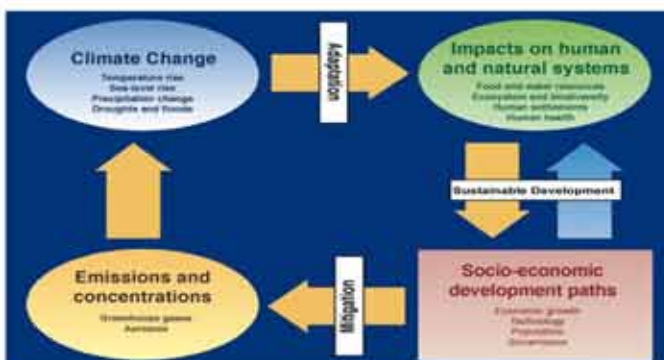 Climate Change
Temperature rise
Sea-level rise
Precipitation change
Droughts and floods
Adaptation
Impacts on human
and natural systems
Food and water resources
Ecosystem and biodiversity
Human settlements
Human health
Sustainable Development
Emissions and
concentrations
Greenhouse gases
Aerosols
Mitigation
Socio-economic
development paths
Economic growth
Technology
Population
Governance